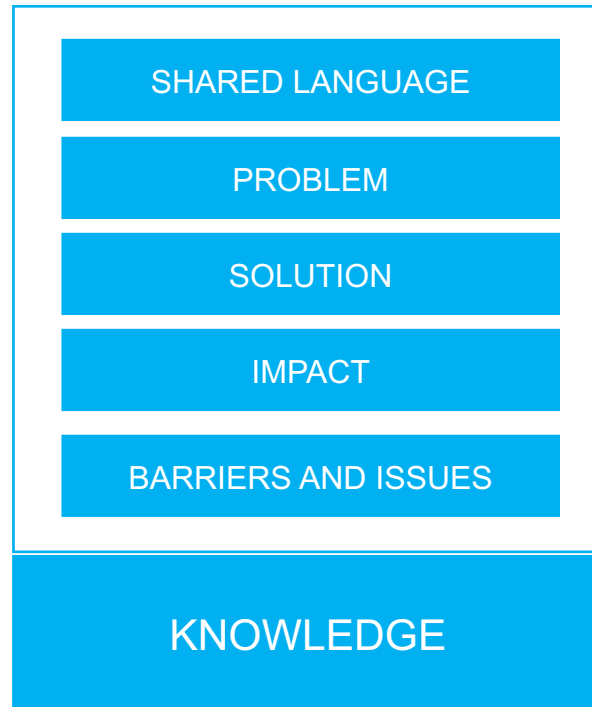 SHARED LANGUAGE
PROBLEM
SOLUTION
IMPACT
BARRIERS AND ISSUES
KNOWLEDGE